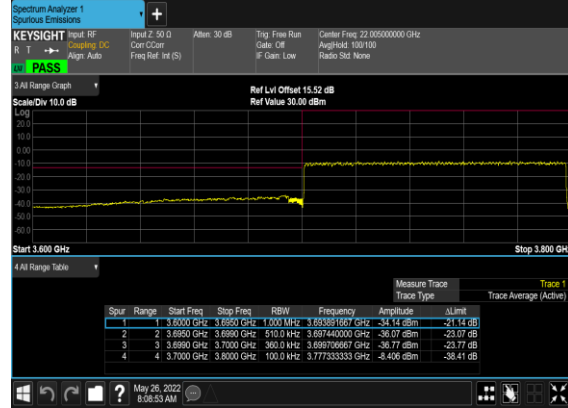 Spectrum Analyzer 1
Spurious Emissions
KEYSIGHT Input: RF Input Z: 50 Ω Atten: 30 dB Trig: Free Run Center Freq: 22.005000000 GHz
R T Coupling: DC Corr CCorr Gate: Off Avg|Hold: 100/100
Align: Auto Freq Ref: Int (S) IF Gain: Low Radio Std: None
PASS
3 All Range Graph
Ref Lvl Offset 15.52 dB
Scale/Div 10.0 dB Ref Value 30.00 dBm
Log
20.0
10.0
0.00
-10.0
-20.0
-30.0
-40.0
-50.0
-60.0
Start 3.600 GHz Stop 3.800 GH
4 All Range Table
Measure Trace Trace 1
Trace Type Trace Average (Active)
Spur Range Start Freq Stop Freq RBW Frequency Amplitude ΔLimit
1 1 3.6000 GHz 3.6950 GHz 1.000 MHz 3.693891667 GHz -34.14 dBm -21.14 dB
2 2 3.6950 GHz 3.6990 GHz 510.0 kHz 3.697440000 GHz -36.07 dBm -23.07 dB
3 3 3.6990 GHz 3.7000 GHz 360.0 kHz 3.699706667 GHz -36.77 dBm -23.77 dB
4 4 3.7000 GHz 3.8000 GHz 100.0 kHz 3.777333333 GHz -8.406 dBm -38.41 dB
? May 26, 2022
8:08:53 AM